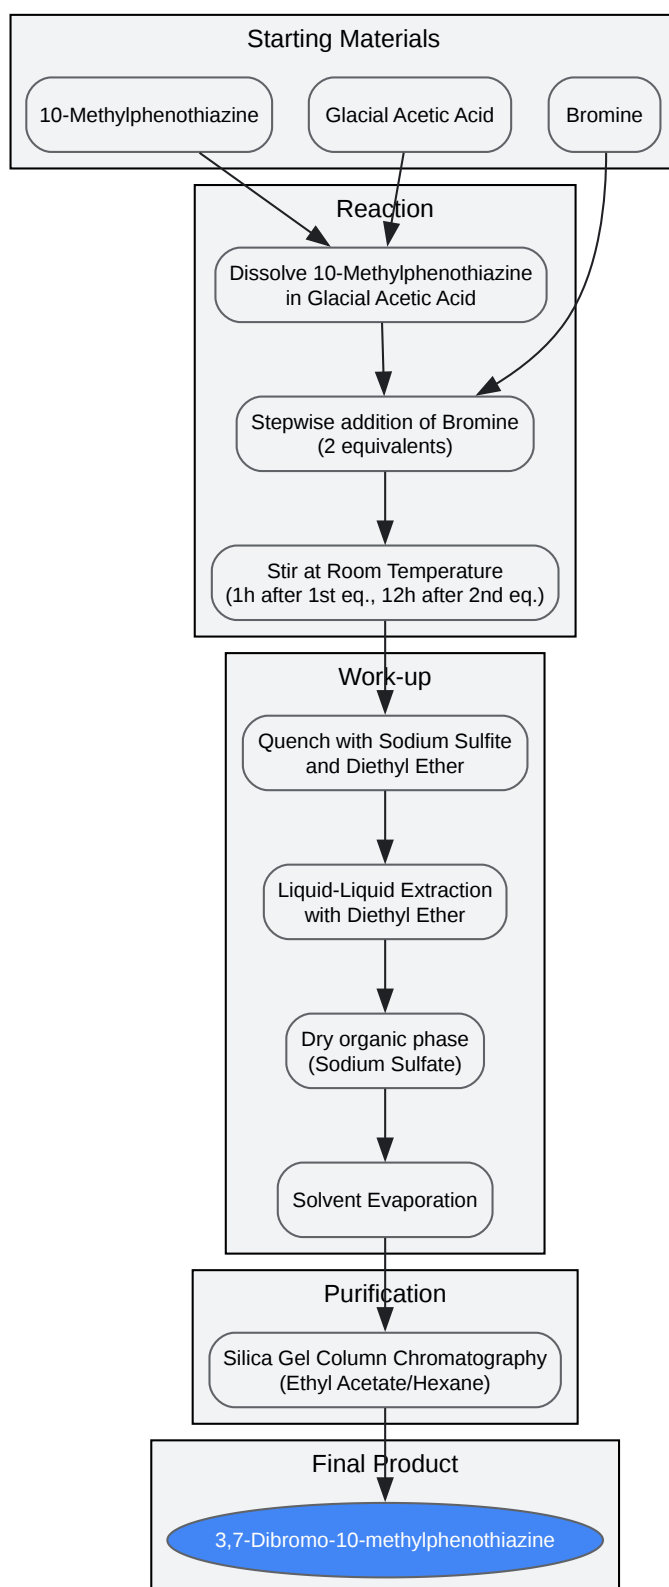 Starting Materials
10-Methylphenothiazine
Glacial Acetic Acid
Bromine
Reaction
Dissolve 10-Methylphenothiazine
in Glacial Acetic Acid
Stepwise addition of Bromine
(2 equivalents)
Stir at Room Temperature
(1h after 1st eq., 12h after 2nd eq.)
Work-up
Quench with Sodium Sulfite
and Diethyl Ether
Liquid-Liquid Extraction
with Diethyl Ether
Dry organic phase
(Sodium Sulfate)
Solvent Evaporation
Purification
Silica Gel Column Chromatography
(Ethyl Acetate/Hexane)
Final Product
3,7-Dibromo-10-methylphenothiazine